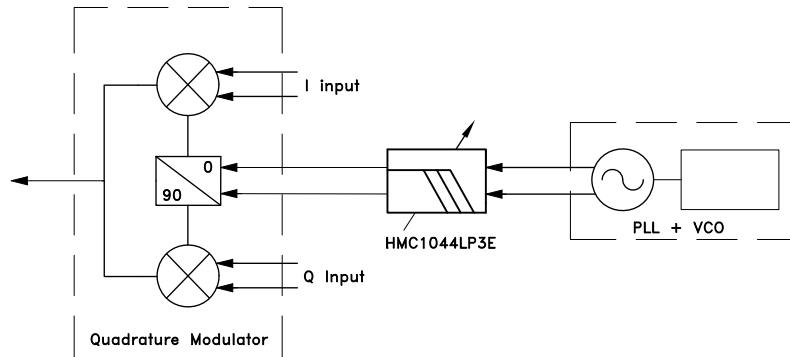 I input
0
90
HMC1044LP3E
PLL + VCO
Q Input
Quadrature Modulator